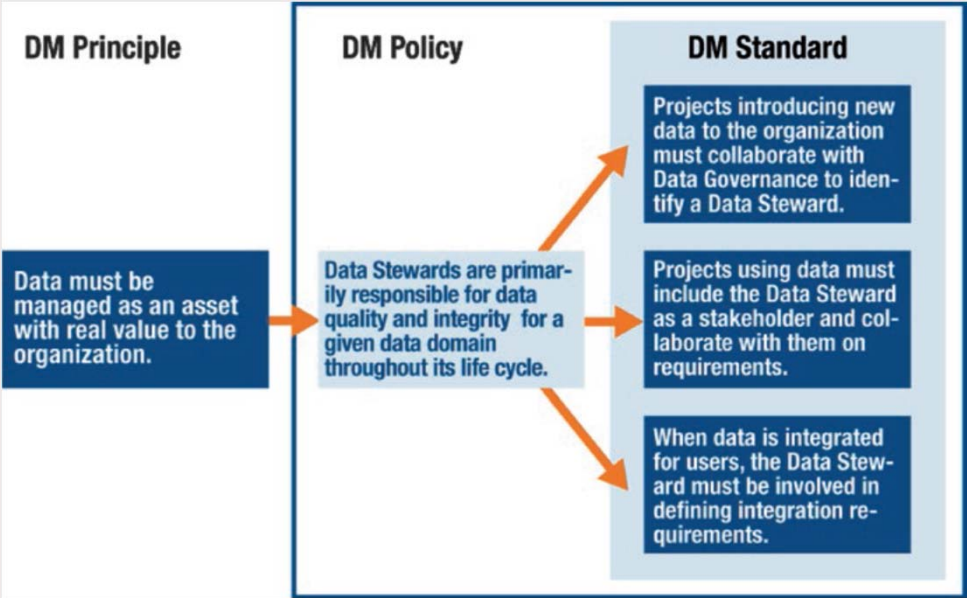 DM Principle
DM Policy
DM Standard
Data must be
managed as an asset
with real value to the
organization.
Data Stewards are primar-
ily responsible for data
quality and integrity for a
given data domain
throughout its life cycle.
Projects introducing new
data to the organization
must collaborate with
Data Governance to iden-
tify a Data Steward.
Projects using data must
include the Data Steward
as a stakeholder and col-
laborate with them on
requirements.
When data is integrated
for users, the Data Stew-
ard must be involved in
defining integration re-
quirements.